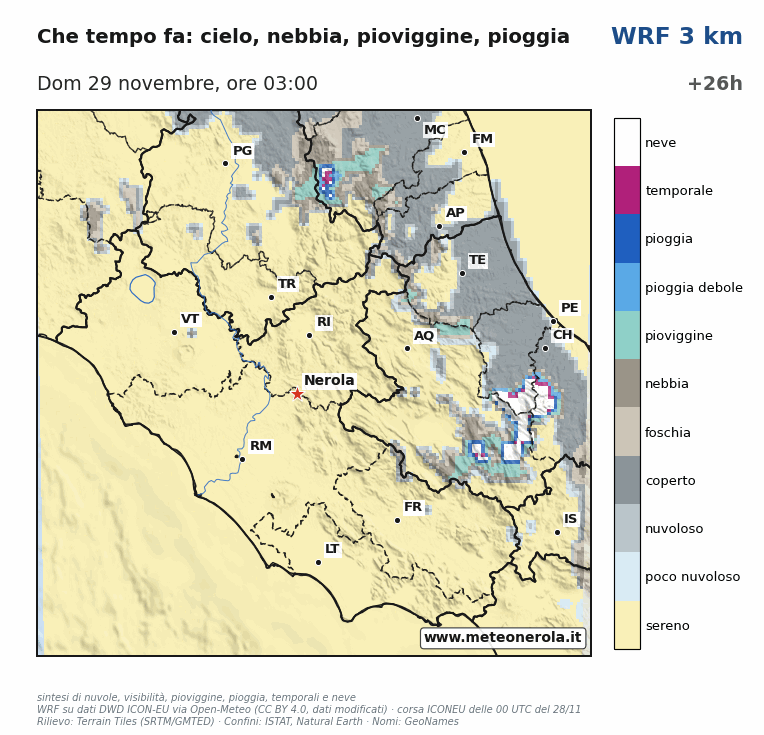 Che tempo fa: cielo, nebbia, pioviggine, pioggia
WRF 3 km
Dom 29 novembre, ore 03:00
+26h
MC
FM
PG
AP
TE
TR
PE
VT
RI
AQ
CH
Nerola
RM
FR
IS
LT
www.meteonerola.it
neve
temporale
pioggia
pioggia debole
pioviggine
nebbia
foschia
coperto
nuvoloso
poco nuvoloso
sereno
sintesi di nuvole, visibilità, pioviggine, pioggia, temporali e neve
WRF su dati DWD ICON-EU via Open-Meteo (CC BY 4.0, dati modificati) · corsa ICONEU delle 00 UTC del 28/11
Rilievo: Terrain Tiles (SRTM/GMTED) · Confini: ISTAT, Natural Earth · Nomi: GeoNames